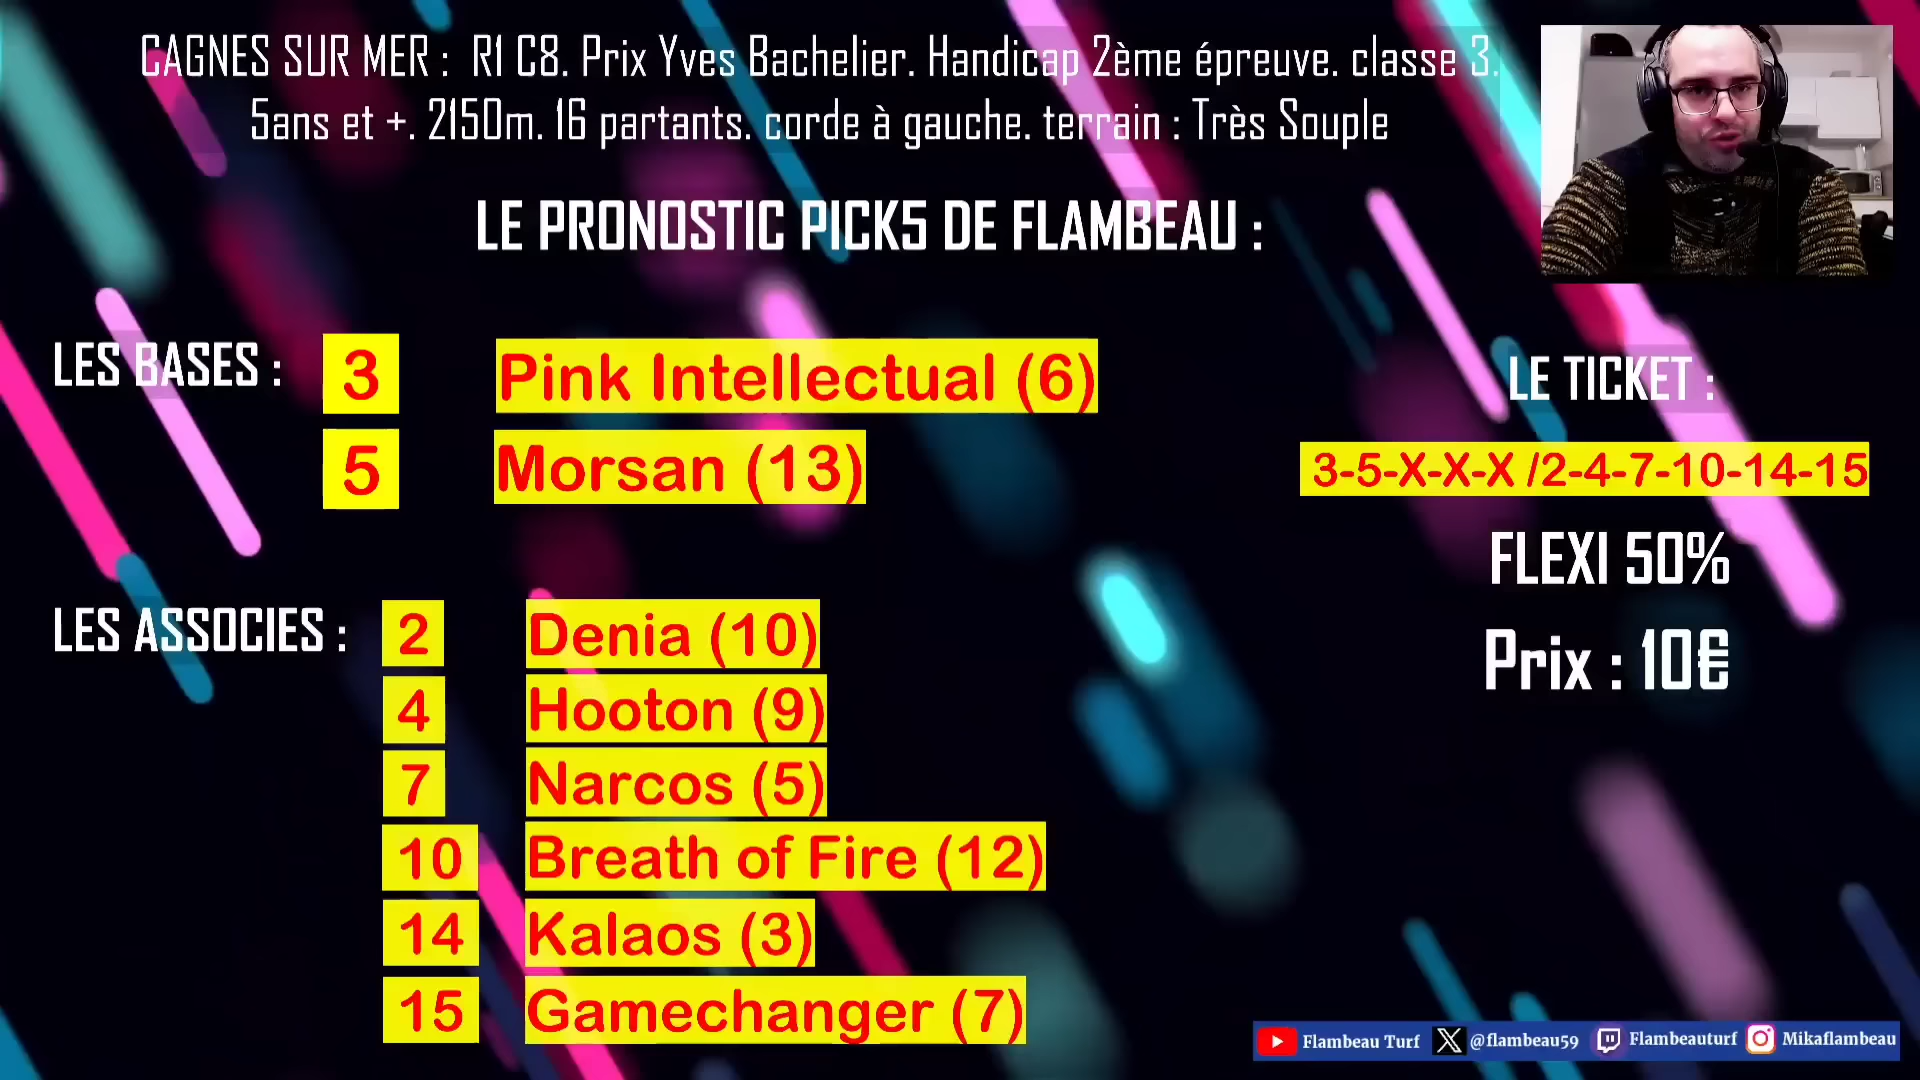 CAGNES SUR MER : R1 C8. Prix Yves Bachelier. Handicap 2ème épreuve. classe 3.
5ans et +. 2150m. 16 partants. corde à gauche. terrain : Très Souple
LE PRONOSTIC PICK5 DE FLAMBEAU :
LES BASES :
3 Pink Intellectual (6)
5 Morsan (13)
LES ASSOCIES :
2 Denia (10)
4 Hooton (9)
7 Narcos (5)
10 Breath of Fire (12)
14 Kalaos (3)
15 Gamechanger (7)
LE TICKET :
3-5-X-X-X /2-4-7-10-14-15
FLEXI 50%
Prix : 10€
Flambeau Turf @flambeau59 Flambeauturf Mikaflambeau